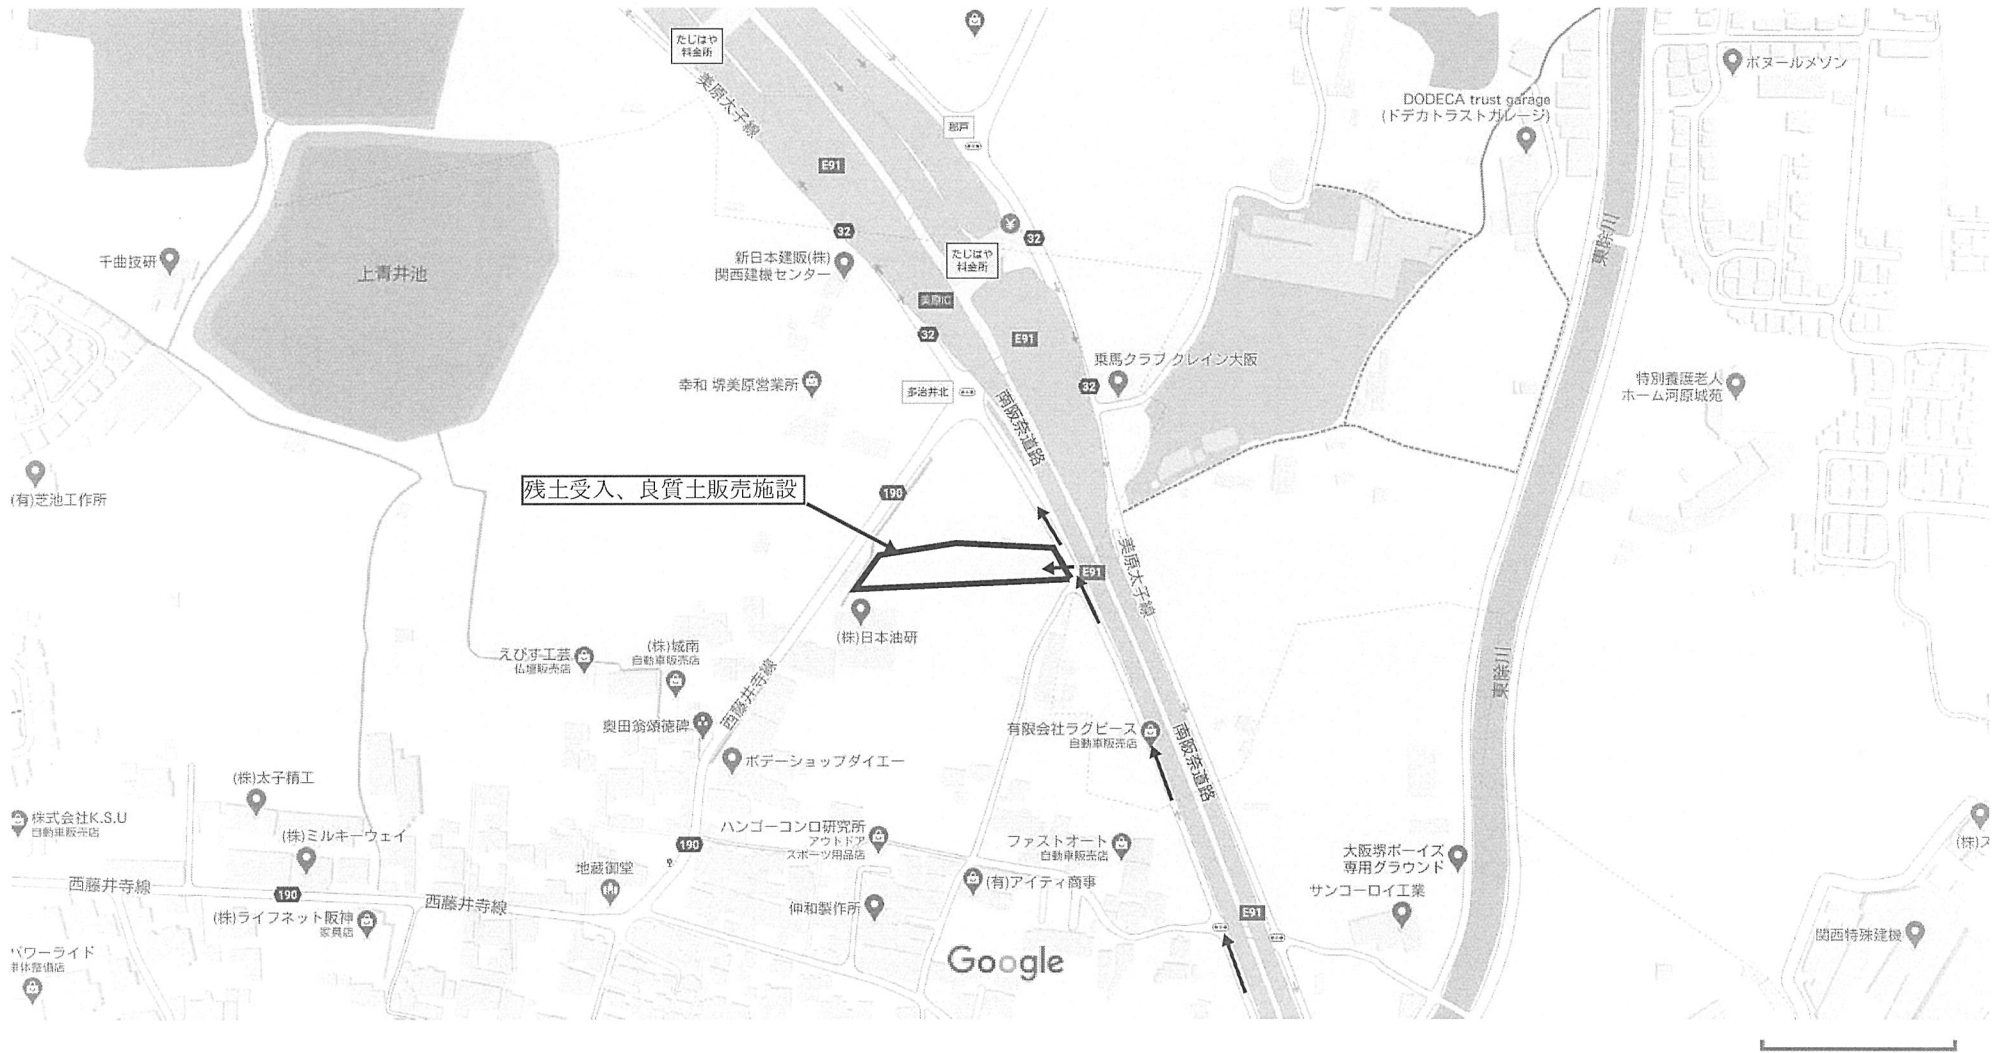 たじはや
料金所
美原太子線
ボヌールメゾン
DODECA trust garage
(ドデカトラストガレージ)
郡戸
E91
32
32
東除川
千曲技研
上青井池
新日本建販(株)
関西建機センター
たじはや
料金所
美原IC
32
E91
乗馬クラブ クレイン大阪
32
幸和 堺美原営業所
多治井北
南阪奈道路
特別養護老人
ホーム河原城苑
(有)芝池工作所
残土受入、良質土販売施設
190
E91
美原太子線
(株)日本油研
えびす工芸
仏壇販売店
(株)城南
自動車販売店
西藤井寺線
東除川
奥田翁頌徳碑
有限会社ラグピース
自動車販売店
南阪奈道路
ボデーショップダイエー
(株)太子精工
株式会社K.S.U
自動車販売店
(株)ミルキーウェイ
ハンゴーコンロ研究所
アウトドア
スポーツ用品店
ファストオート
自動車販売店
190
大阪堺ボーイズ
専用グラウンド
(株)ス
地蔵御堂
(有)アイティ商事
サンコーロイ工業
西藤井寺線
190
西藤井寺線
伸和製作所
E91
(株)ライフネット阪神
家具店
関西特殊建機
パワーライド
車体整備店
Google